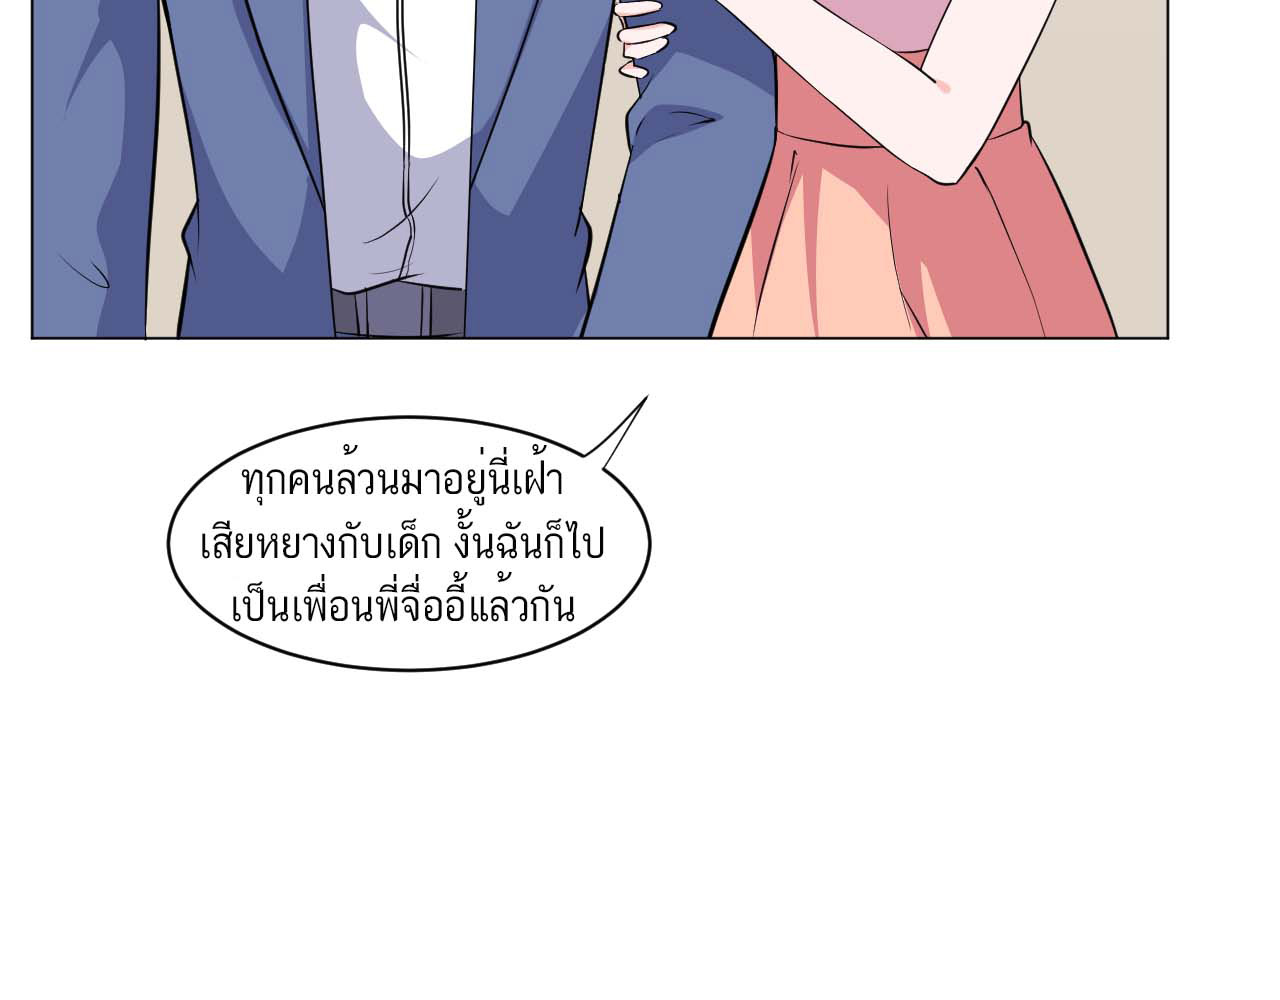 ทุกคนล้วนมาอยู่นี่เฝ้า
เสียหยางกับเด็ก งั้นฉันก็ไป
เป็นเพื่อนพี่จื่ออี้แล้วกัน